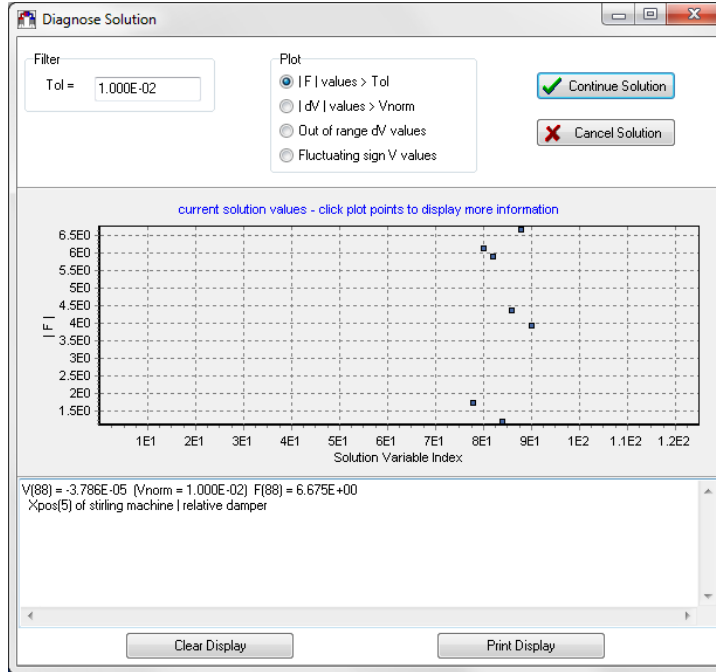 Diagnose Solution
Filter
Tol = 1.000E-02
Plot
| F | values > Tol
| dV | values > Vnorm
Out of range dV values
Fluctuating sign V values
Continue Solution
Cancel Solution
current solution values - click plot points to display more information
6.5E0
6E0
5.5E0
5E0
4.5E0
4E0
3.5E0
3E0
2.5E0
2E0
1.5E0
| F |
1E1 2E1 3E1 4E1 5E1 6E1 7E1 8E1 9E1 1E2 1.1E2 1.2E2
Solution Variable Index
V(88) = -3.786E-05 (Vnorm = 1.000E-02) F(88) = 6.675E+00
Xpos(5) of stirling machine | relative damper
Clear Display
Print Display